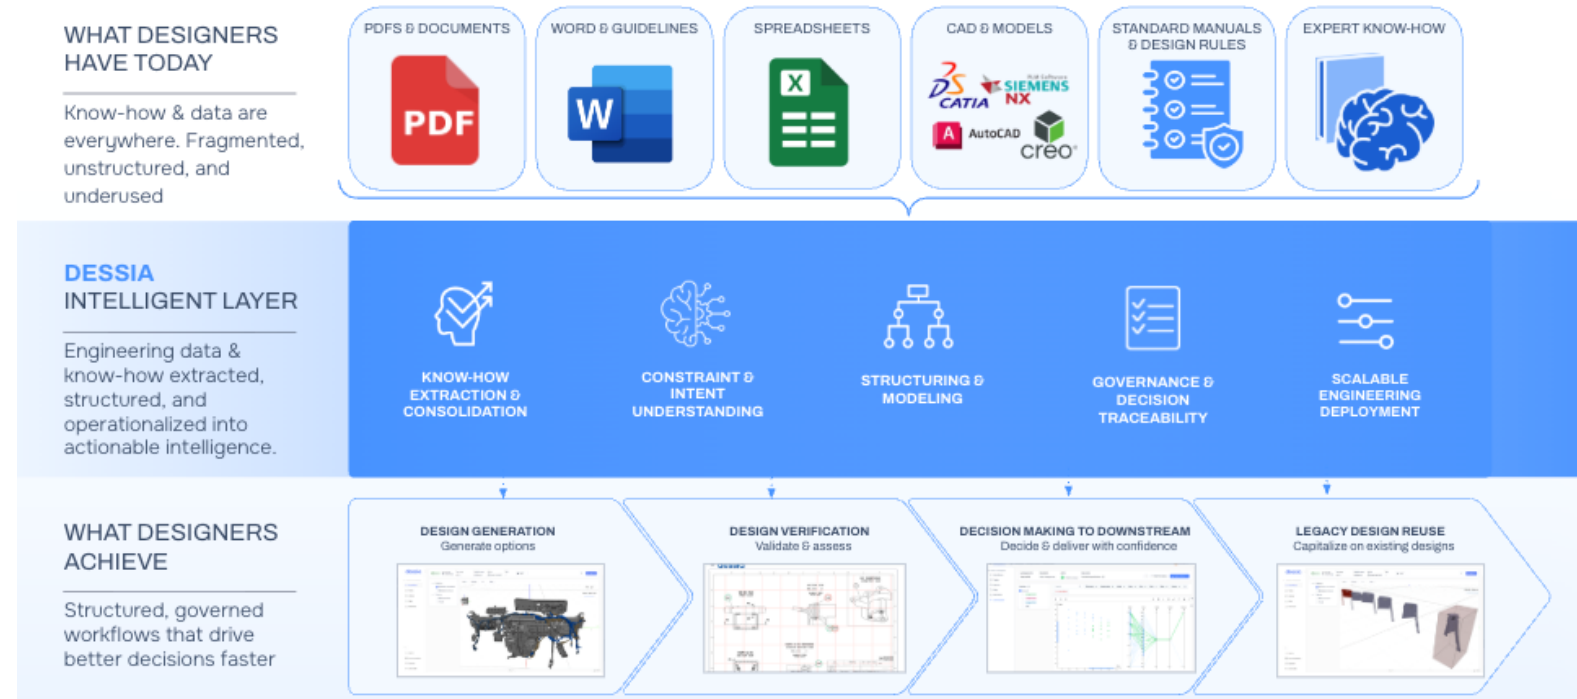 WHAT DESIGNERS
HAVE TODAY
Know-how & data are
everywhere. Fragmented,
unstructured, and
underused
PDFS & DOCUMENTS
PDF
WORD & GUIDELINES
W
SPREADSHEETS
X
CAD & MODELS
CATIA
SIEMENS
NX
A AutoCAD
creo
STANDARD MANUALS
& DESIGN RULES
EXPERT KNOW-HOW
DESSIA
INTELLIGENT LAYER
Engineering data &
know-how extracted,
structured, and
operationalized into
actionable intelligence.
KNOW-HOW
EXTRACTION &
CONSOLIDATION
CONSTRAINT &
INTENT
UNDERSTANDING
STRUCTURING &
MODELING
GOVERNANCE &
DECISION
TRACEABILITY
SCALABLE
ENGINEERING
DEPLOYMENT
WHAT DESIGNERS
ACHIEVE
Structured, governed
workflows that drive
better decisions faster
DESIGN GENERATION
Generate options
DESIGN VERIFICATION
Validate & assess
DECISION MAKING TO DOWNSTREAM
Decide & deliver with confidence
LEGACY DESIGN REUSE
Capitalize on existing designs